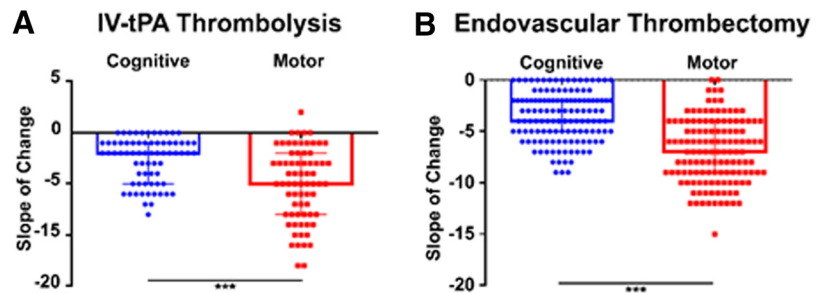 A IV-tPA Thrombolysis
Cognitive Motor
Slope of Change
5
0
-5
-15
-20
***
B Endovascular Thrombectomy
Cognitive Motor
Slope of Change
0
-5
-10
-15
-20
***